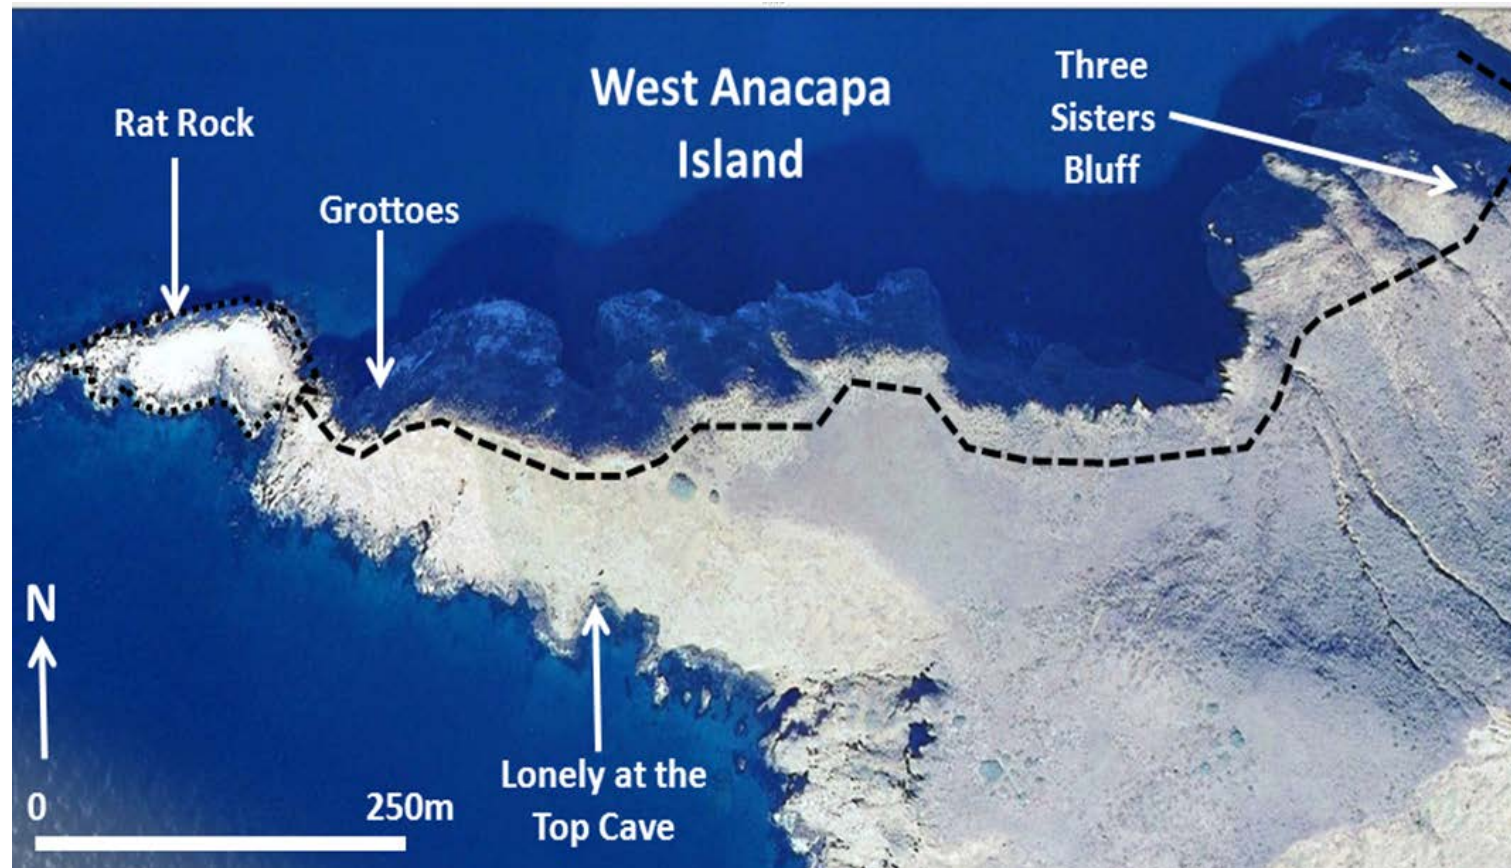 West Anacapa
Island
Three
Sisters
Bluff
Rat Rock
Grottoes
N
Lonely at the
Top Cave
0
250m